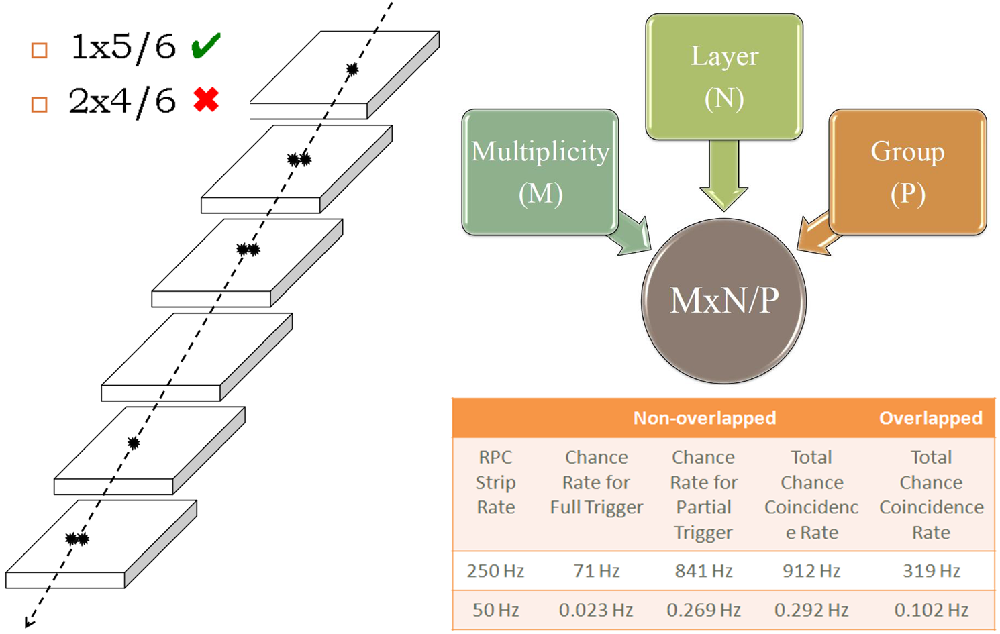 1x5/6 ✔
2x4/6 ✖
Layer
(N)
Multiplicity
(M)
Group
(P)
MxN/P
Non-overlapped Overlapped
RPC Strip Rate
Chance Rate for Full Trigger
Chance Rate for Partial Trigger
Total Chance Coincidenc e Rate
Total Chance Coincidence Rate
250 Hz 71 Hz 841 Hz 912 Hz 319 Hz
50 Hz 0.023 Hz 0.269 Hz 0.292 Hz 0.102 Hz